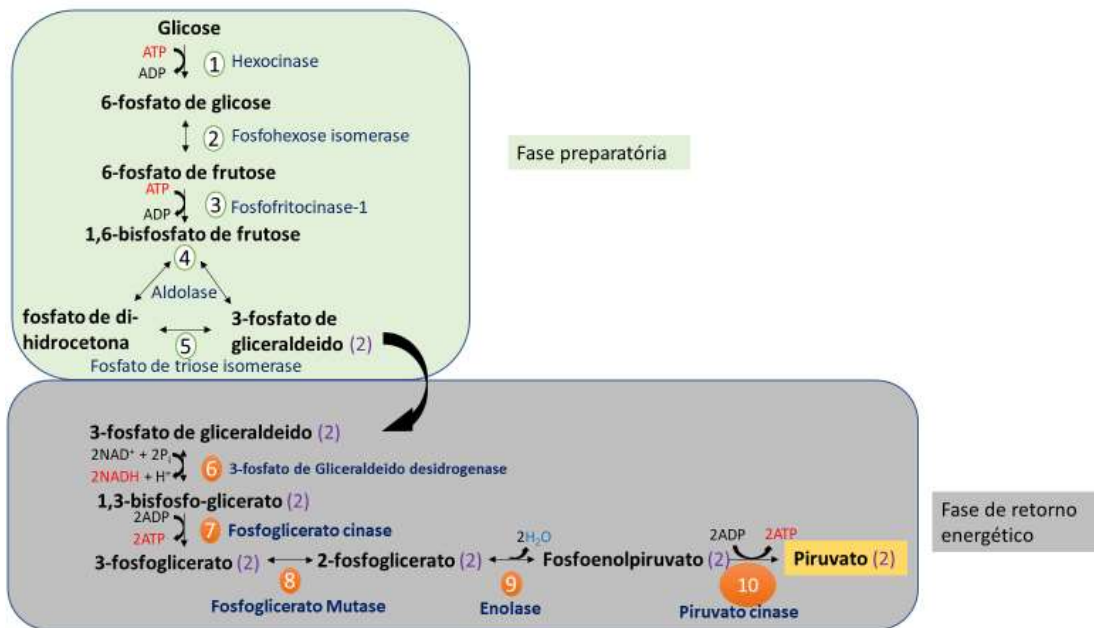 Glicose
ATP
ADP
1 Hexocinase
6-fosfato de glicose
2 Fosfohexose isomerase
6-fosfato de frutose
ATP
ADP
3 Fosfofritocinase-1
1,6-bisfosfato de frutose
4
Aldolase
fosfato de di-
hidrocetona
3-fosfato de
gliceraldeido (2)
5
Fosfato de triose isomerase
Fase preparatória
3-fosfato de gliceraldeido (2)
2NAD⁺ + 2Pᵢ
2NADH + H⁺
6 3-fosfato de Gliceraldeido desidrogenase
1,3-bisfosfo-glicerato (2)
2ADP
2ATP
7 Fosfoglicerato cinase
3-fosfoglicerato (2)
8
Fosfoglicerato Mutase
2-fosfoglicerato (2)
2H₂O
9
Enolase
Fosfoenolpiruvato (2)
2ADP
2ATP
10
Piruvato cinase
Piruvato (2)
Fase de retorno
energético